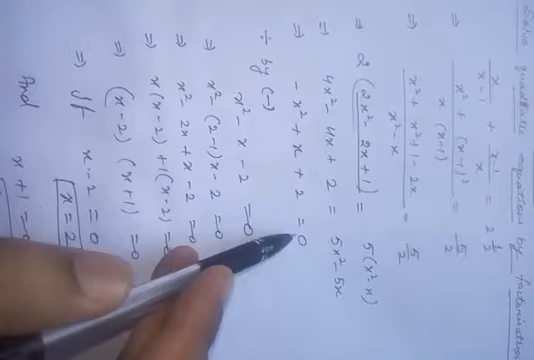 Solve quadratic equation by factorization
x/(x-1) + (x-1)/x = 2 1/2
⇒ (x² + (x-1)²)/(x (x-1)) = 5/2
⇒ (x² + x² + 1 - 2x)/(x² - x) = 5/2
⇒ 2 (2x² - 2x + 1) = 5 (x² - x)
⇒ 4x² - 4x + 2 = 5x² - 5x
⇒ - x² + x + 2 = 0
÷ by (-)
x² - x - 2 = 0
⇒ x² - (2-1)x - 2 = 0
⇒ x² - 2x + x - 2 = 0
⇒ x (x-2) + 1 (x-2) = 0
⇒ (x-2) (x+1) = 0
⇒ If x - 2 = 0
x = 2
And x + 1 = 0